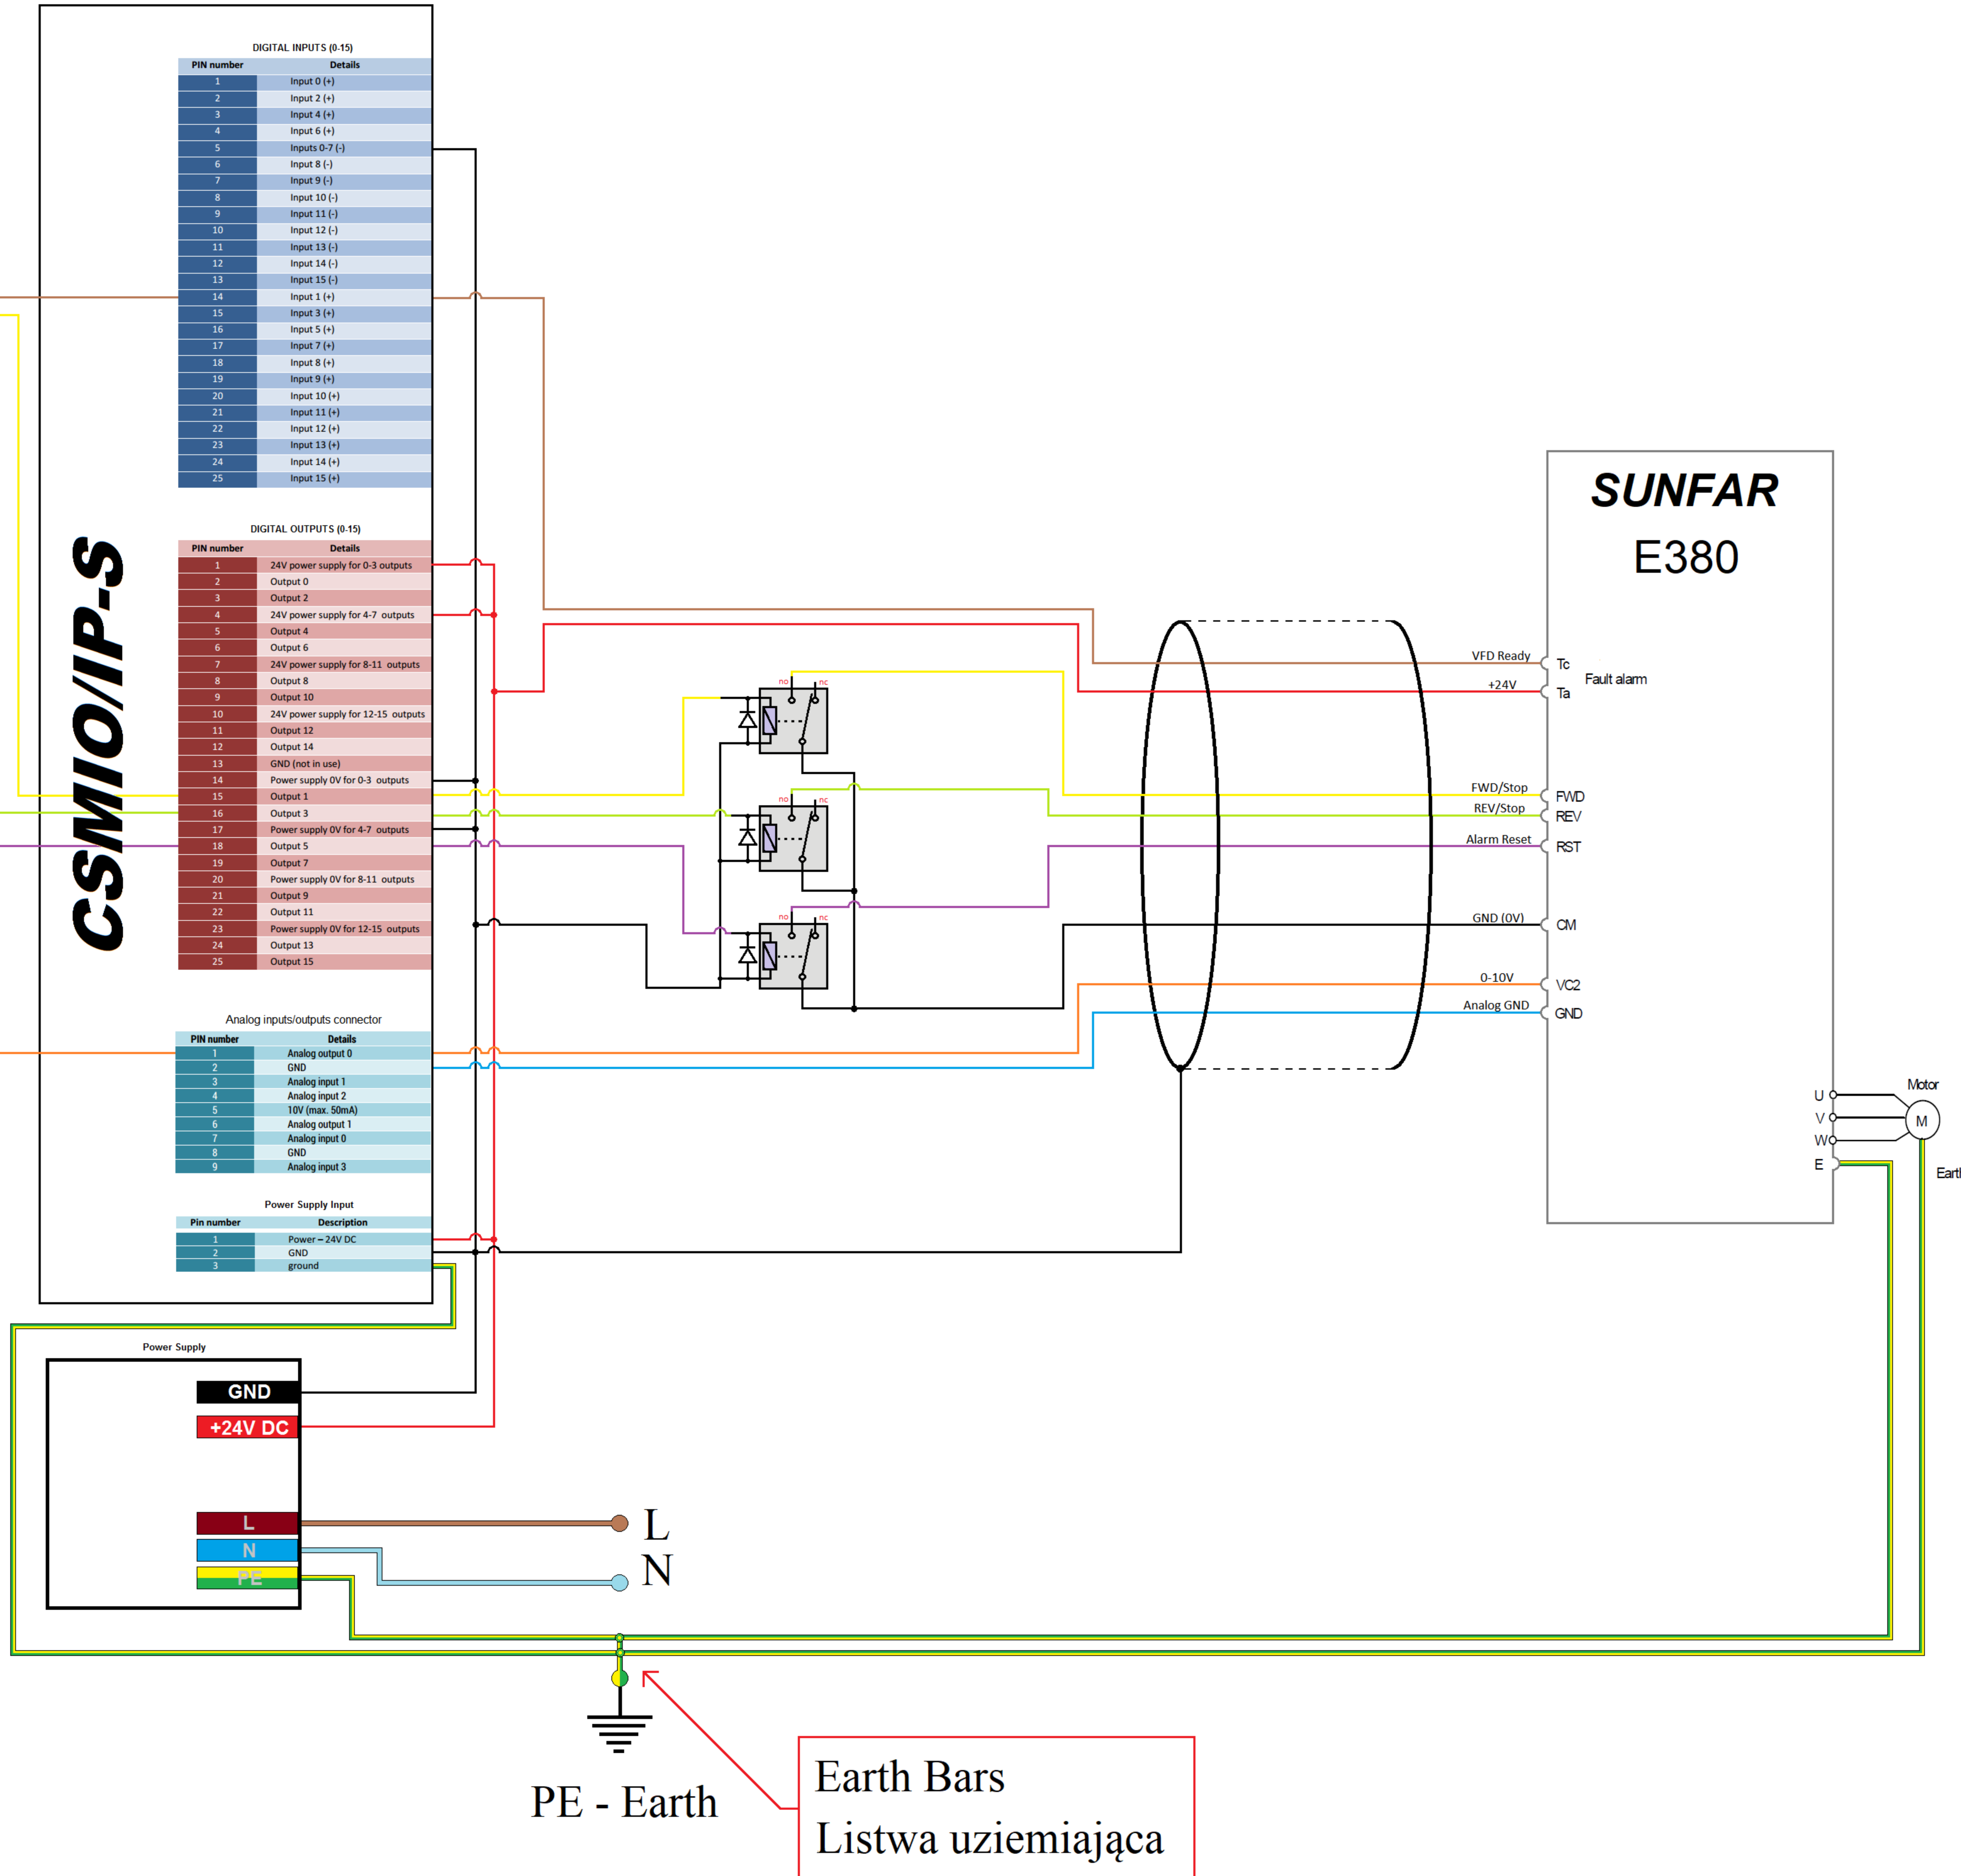 DIGITAL INPUTS (0-15)
PIN number Details
1 Input 0 (+)
2 Input 2 (+)
3 Input 4 (+)
4 Input 6 (+)
5 Inputs 0-7 (-)
6 Input 8 (-)
7 Input 9 (-)
8 Input 10 (-)
9 Input 11 (-)
10 Input 12 (-)
11 Input 13 (-)
12 Input 14 (-)
13 Input 15 (-)
14 Input 1 (+)
15 Input 3 (+)
16 Input 5 (+)
17 Input 7 (+)
18 Input 8 (+)
19 Input 9 (+)
20 Input 10 (+)
21 Input 11 (+)
22 Input 12 (+)
23 Input 13 (+)
24 Input 14 (+)
25 Input 15 (+)
CSMIO/IP-S
DIGITAL OUTPUTS (0-15)
PIN number Details
1 24V power supply for 0-3 outputs
2 Output 0
3 Output 2
4 24V power supply for 4-7 outputs
5 Output 4
6 Output 6
7 24V power supply for 8-11 outputs
8 Output 8
9 Output 10
10 24V power supply for 12-15 outputs
11 Output 12
12 Output 14
13 GND (not in use)
14 Power supply 0V for 0-3 outputs
15 Output 1
16 Output 3
17 Power supply 0V for 4-7 outputs
18 Output 5
19 Output 7
20 Power supply 0V for 8-11 outputs
21 Output 9
22 Output 11
23 Power supply 0V for 12-15 outputs
24 Output 13
25 Output 15
Analog inputs/outputs connector
PIN number Details
1 Analog output 0
2 GND
3 Analog input 1
4 Analog input 2
5 10V (max. 50mA)
6 Analog output 1
7 Analog input 0
8 GND
9 Analog input 3
Power Supply Input
Pin number Description
1 Power – 24V DC
2 GND
3 ground
no nc
no nc
no nc
SUNFAR
E380
VFD Ready Tc
Fault alarm
+24V Ta
FWD/Stop FWD
REV/Stop REV
Alarm Reset RST
GND (0V) CM
0-10V VC2
Analog GND GND
Motor
U
V
M
W
E
Earth
Power Supply
GND
+24V DC
L
N
PE
L
N
PE - Earth
Earth Bars
Listwa uziemiająca